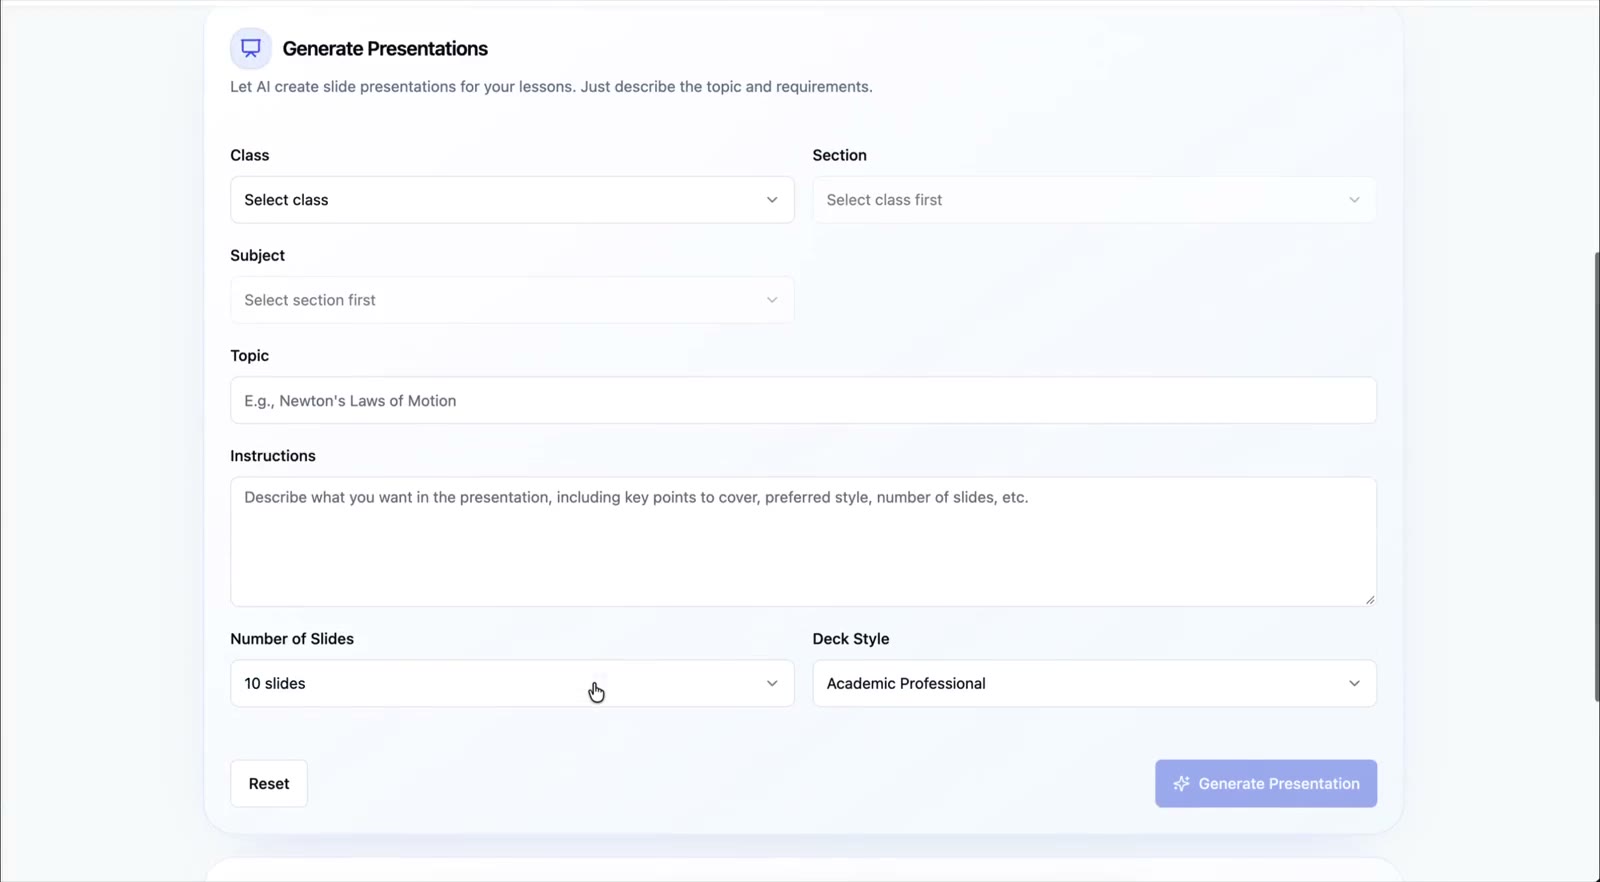 Generate Presentations
Let AI create slide presentations for your lessons. Just describe the topic and requirements.
Class
Section
Select class
Select class first
Subject
Select section first
Topic
E.g., Newton's Laws of Motion
Instructions
Describe what you want in the presentation, including key points to cover, preferred style, number of slides, etc.
Number of Slides
Deck Style
10 slides
Academic Professional
Reset
Generate Presentation